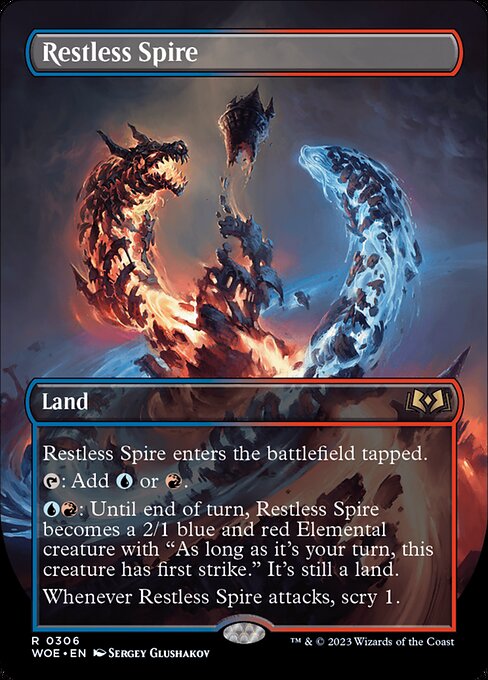 Restless Spire
Land
Restless Spire enters the battlefield tapped.
: Add or .
: Until end of turn, Restless Spire
becomes a 2/1 blue and red Elemental
creature with “As long as it’s your turn, this
creature has first strike.” It’s still a land.
Whenever Restless Spire attacks, scry 1.
R 0306
WOE • EN Sergey Glushakov
™ & © 2023 Wizards of the Coast